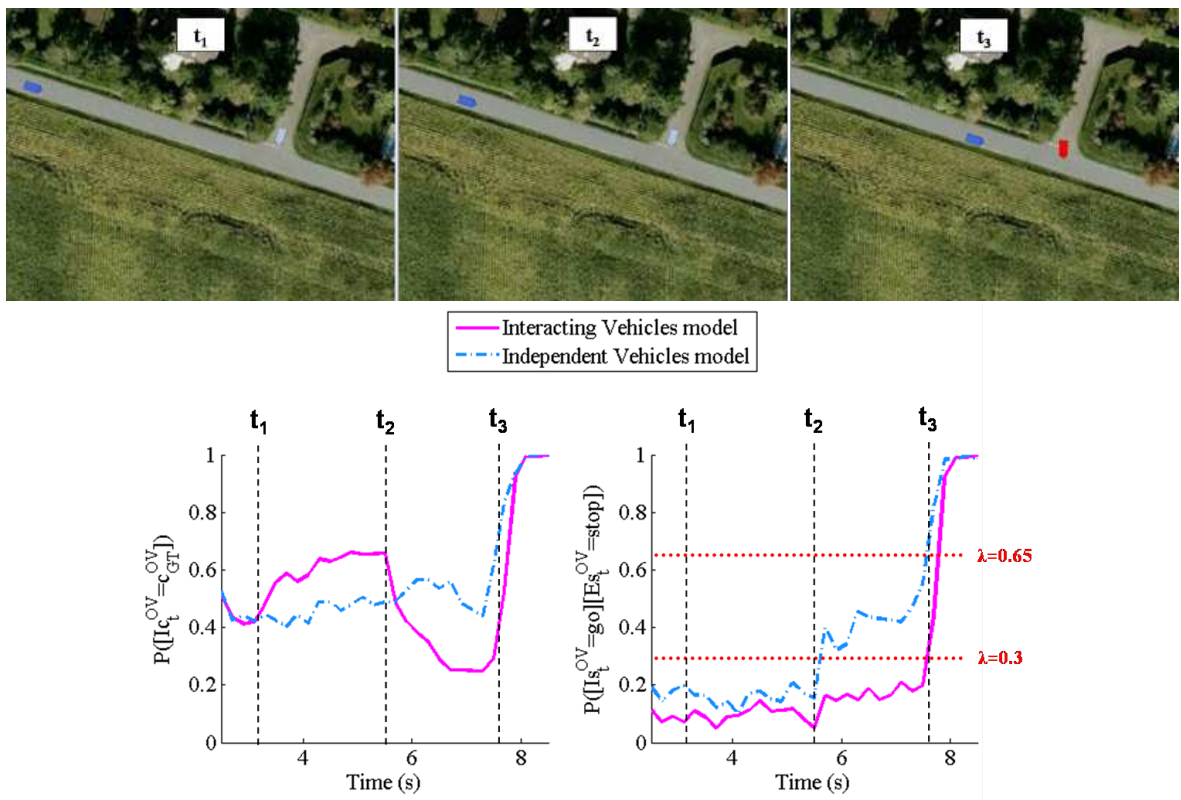 t₁ t₂ t₃
Interacting Vehicles model
Independent Vehicles model
t₁ t₂ t₃
P([Ic_t^OV=c_GT^OV])
1
0.8
0.6
0.4
0.2
0
4 6 8
Time (s)
t₁ t₂ t₃
P([Is_t^OV=go][Es_t^OV=stop])
1
0.8
0.6
0.4
0.2
0
λ=0.65
λ=0.3
4 6 8
Time (s)